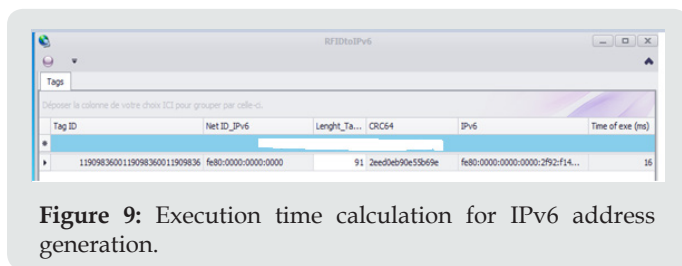 RFIDtoIPv6
Tags
Déposer la colonne de votre choix ICI pour grouper par celle-ci.
Tag ID Net ID_IPv6 Lenght_Ta... CRC64 IPv6 Time of exe (ms)
1190983600119098360011909836 fe80:0000:0000:0000 91 2eed0eb90e55b69e fe80:0000:0000:0000:2f92:f14... 16
Figure 9: Execution time calculation for IPv6 address
generation.